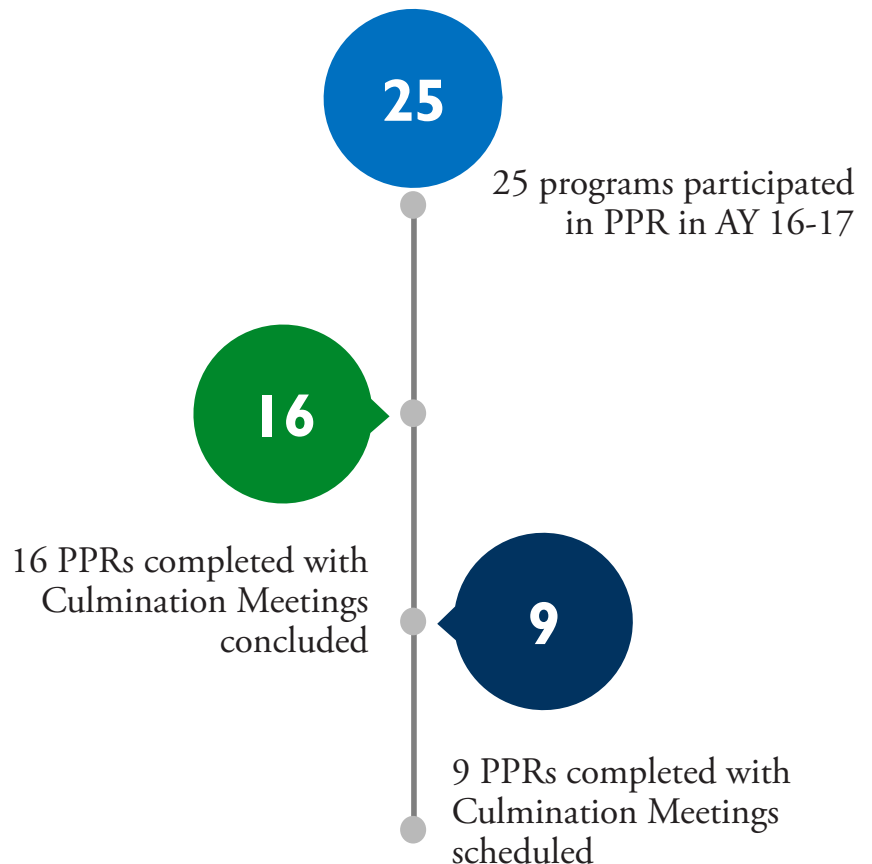 25
25 programs participated
in PPR in AY 16-17
16
16 PPRs completed with
Culmination Meetings
concluded
9
9 PPRs completed with
Culmination Meetings
scheduled